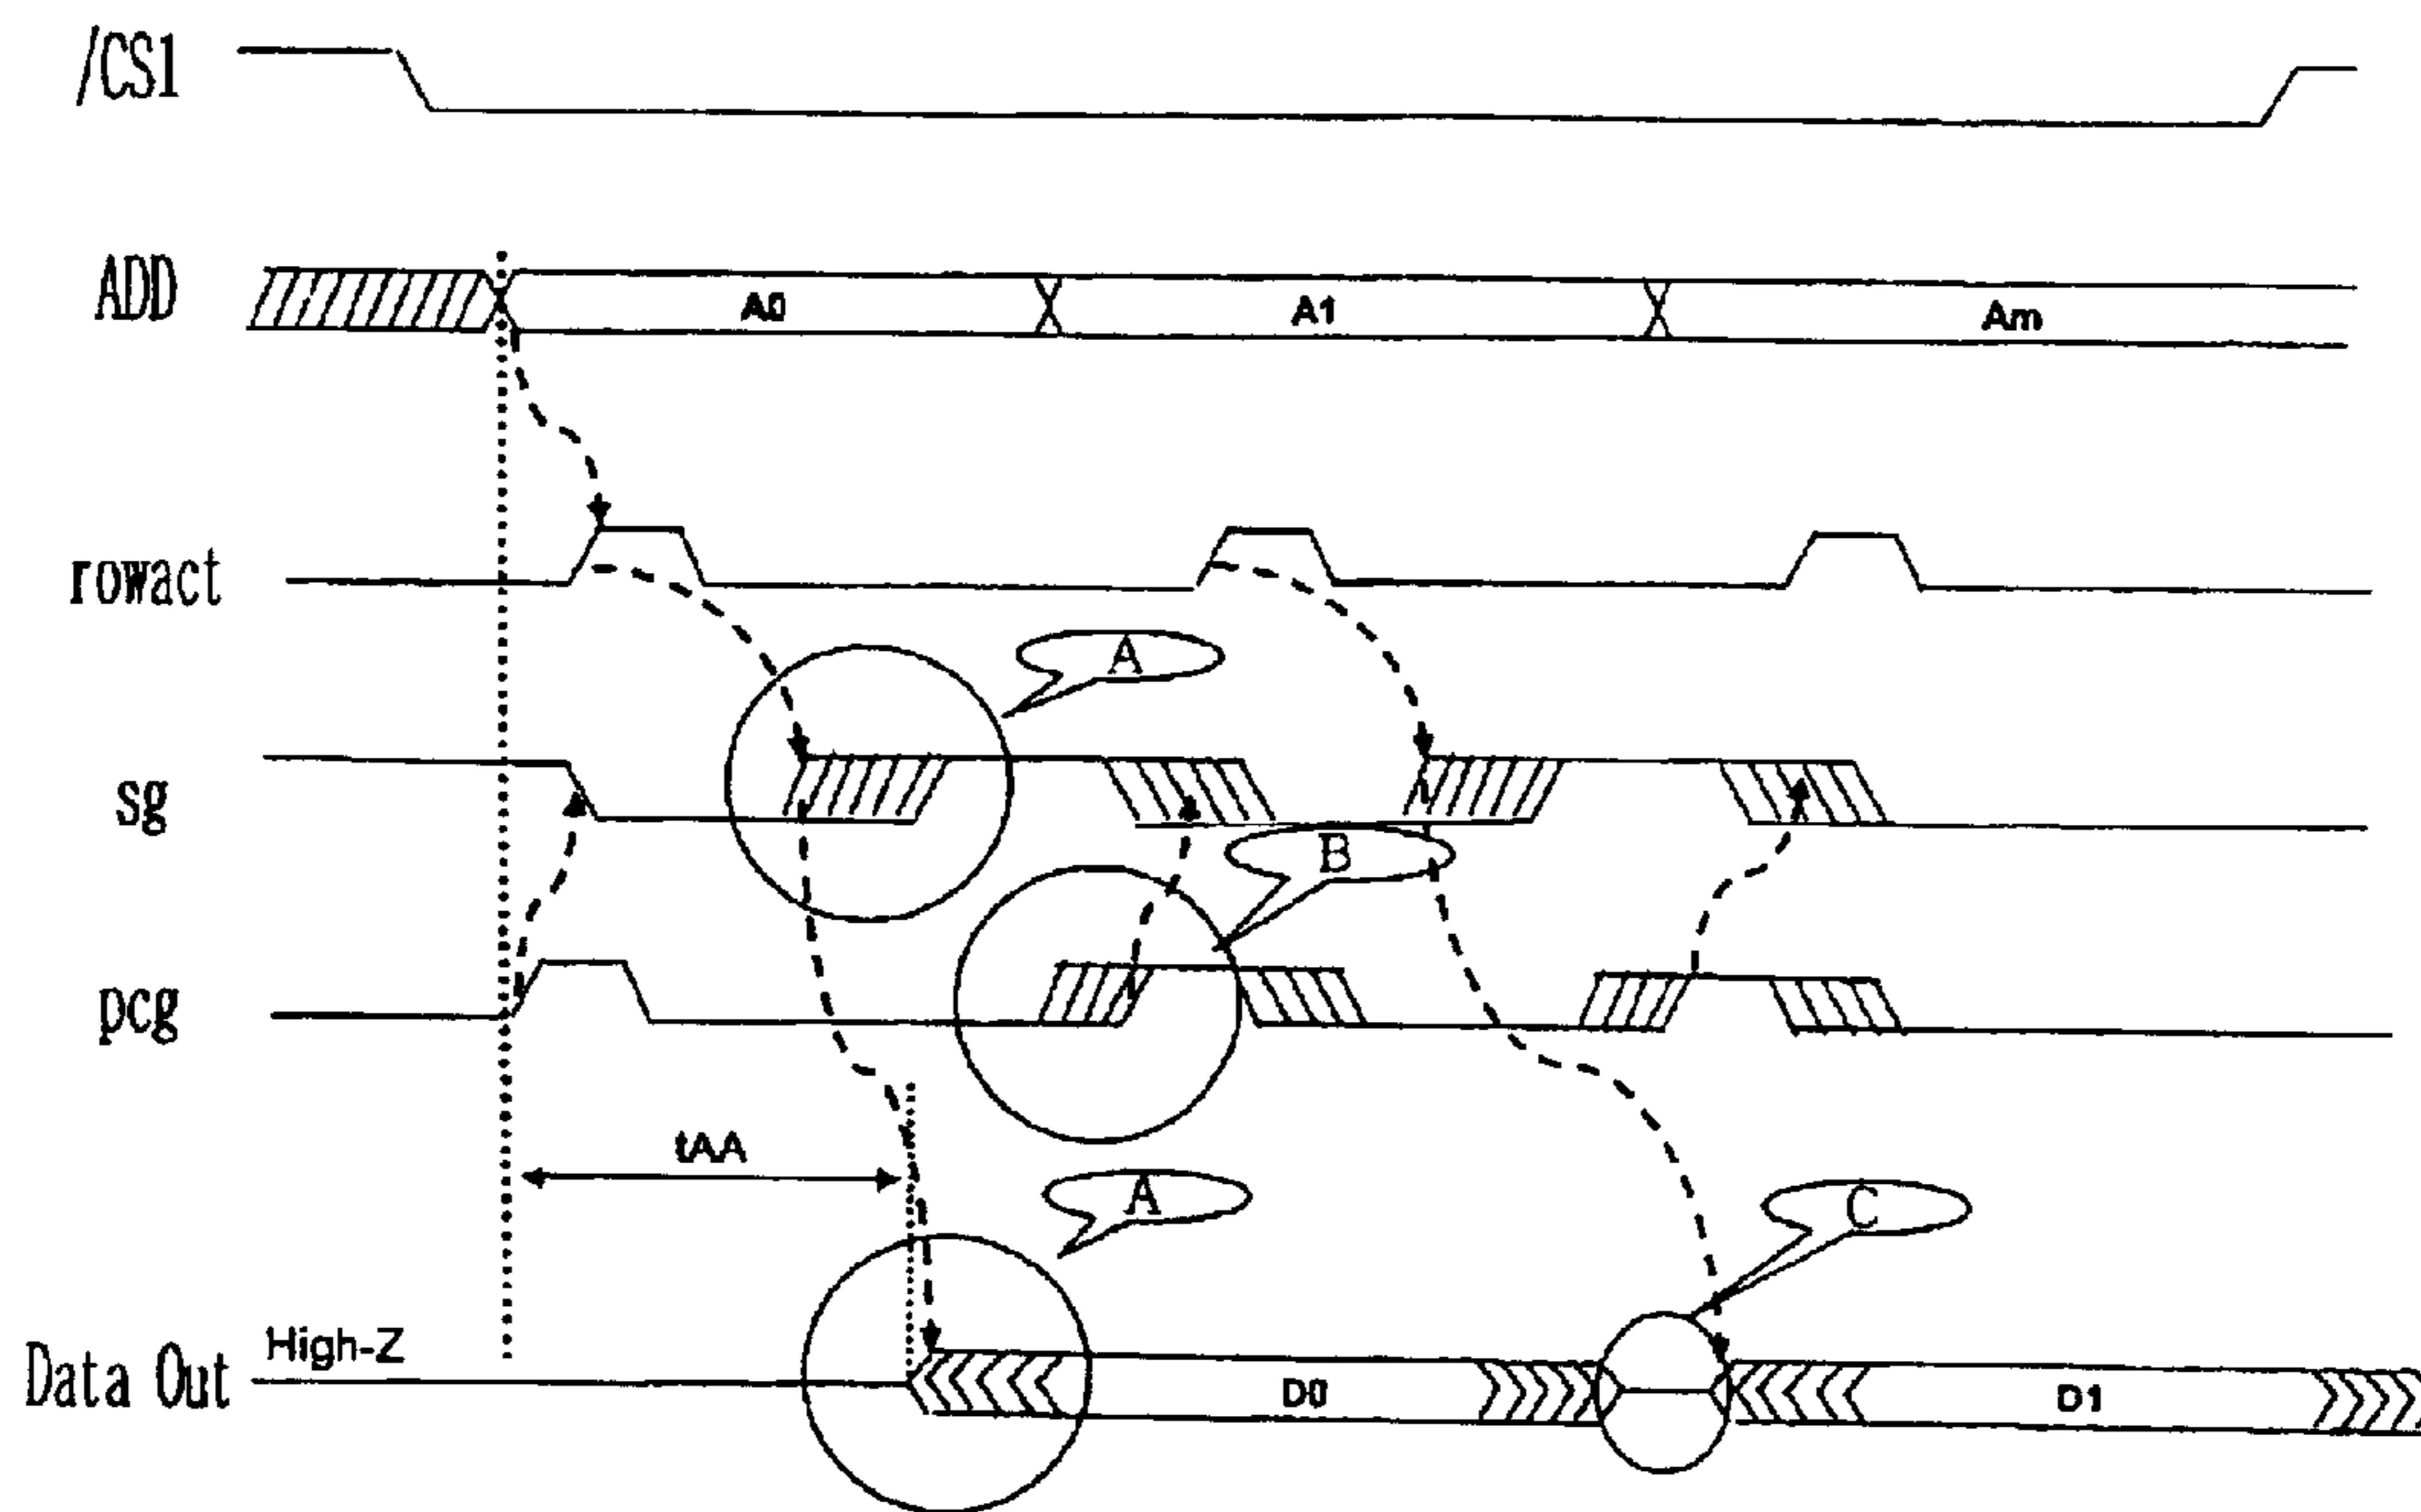 /CS1
ADD
A0
A1
Am
rowact
A
sg
B
pcg
tAA
A
C
High-Z
Data Out
D0
D1